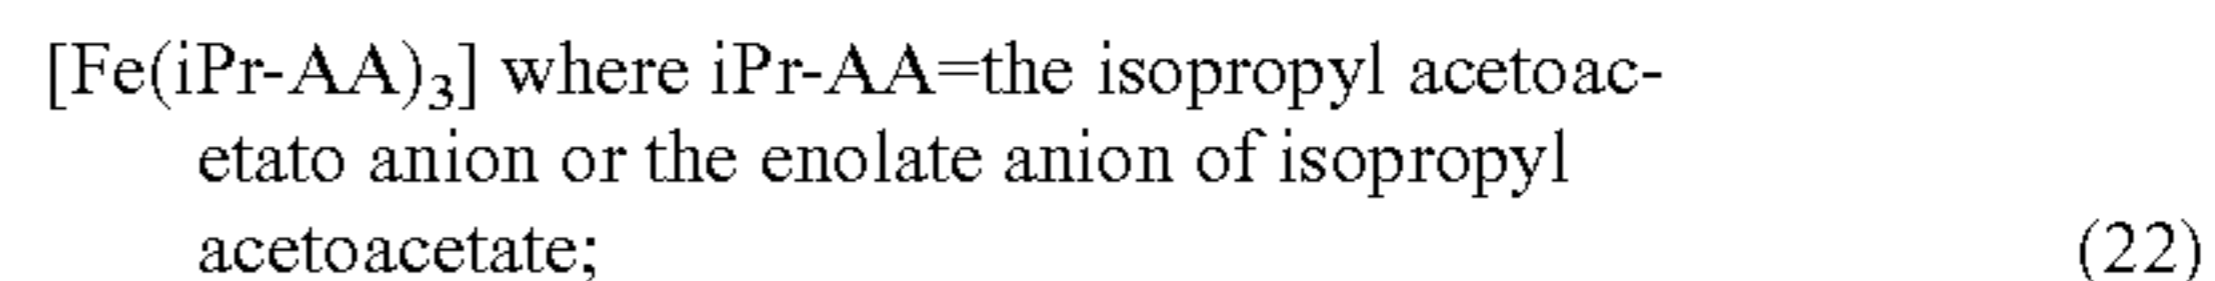 [Fe(iPr-AA)₃] where iPr-AA=the isopropyl acetoac-
etato anion or the enolate anion of isopropyl
acetoacetate; (22)